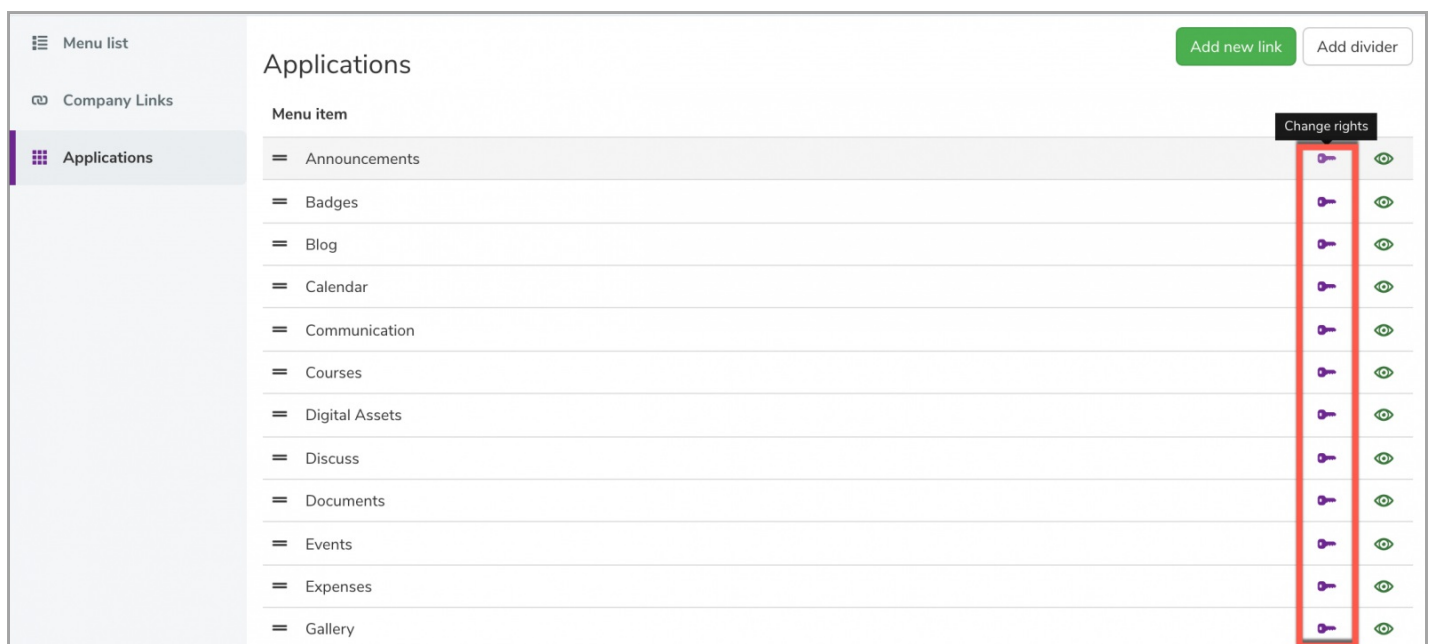 Menu list
Company Links
Applications
Applications
Add new link
Add divider
Menu item
Change rights
Announcements
Badges
Blog
Calendar
Communication
Courses
Digital Assets
Discuss
Documents
Events
Expenses
Gallery